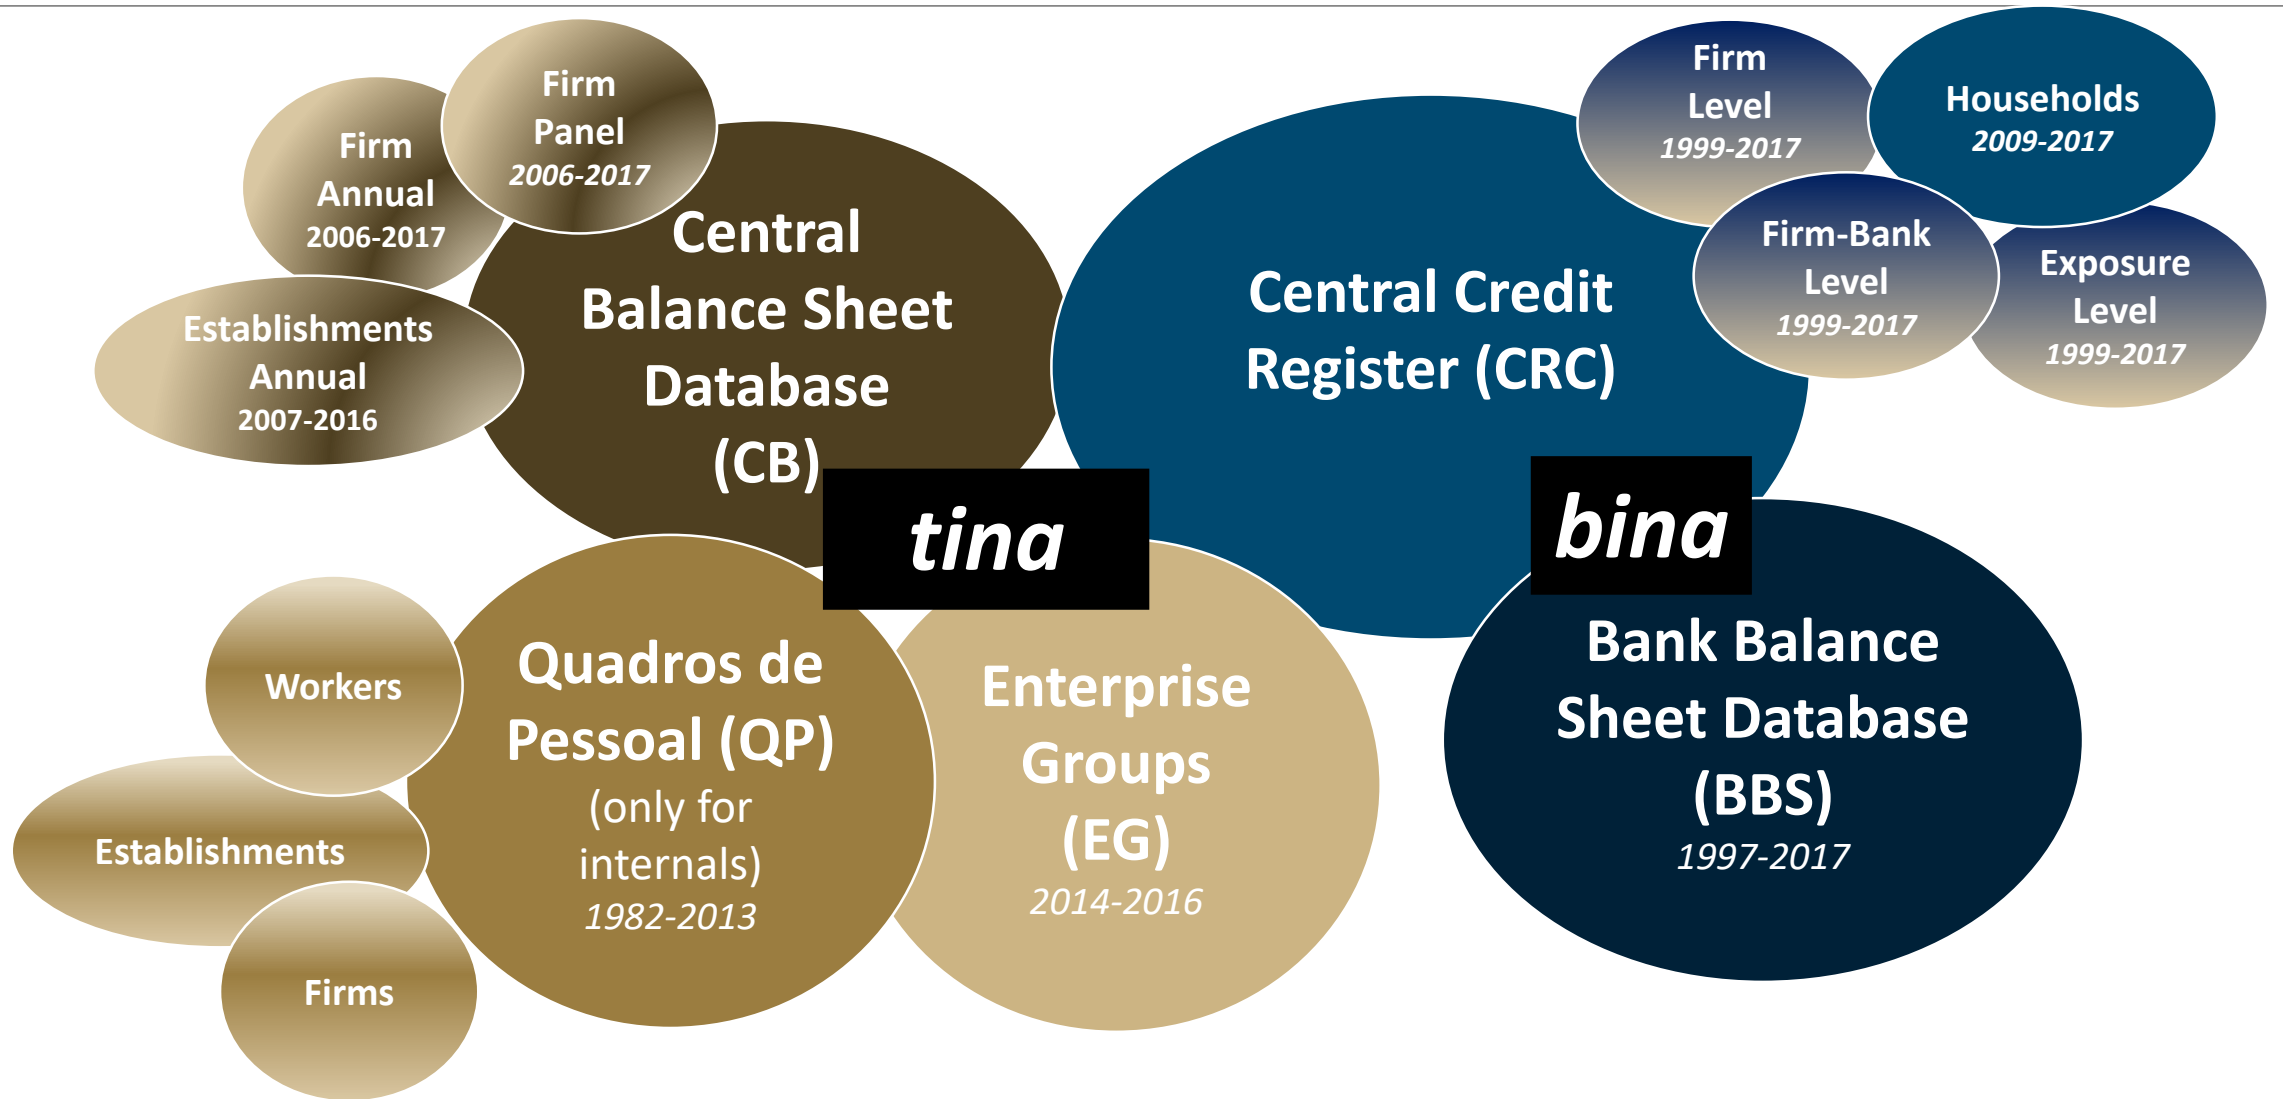 Firm
Panel
2006-2017
Firm
Annual
2006-2017
Establishments
Annual
2007-2016
Central
Balance Sheet
Database
(CB)
Central Credit
Register (CRC)
Firm
Level
1999-2017
Households
2009-2017
Firm-Bank
Level
1999-2017
Exposure
Level
1999-2017
tina
bina
Workers
Establishments
Firms
Quadros de
Pessoal (QP)
(only for
internals)
1982-2013
Enterprise
Groups
(EG)
2014-2016
Bank Balance
Sheet Database
(BBS)
1997-2017